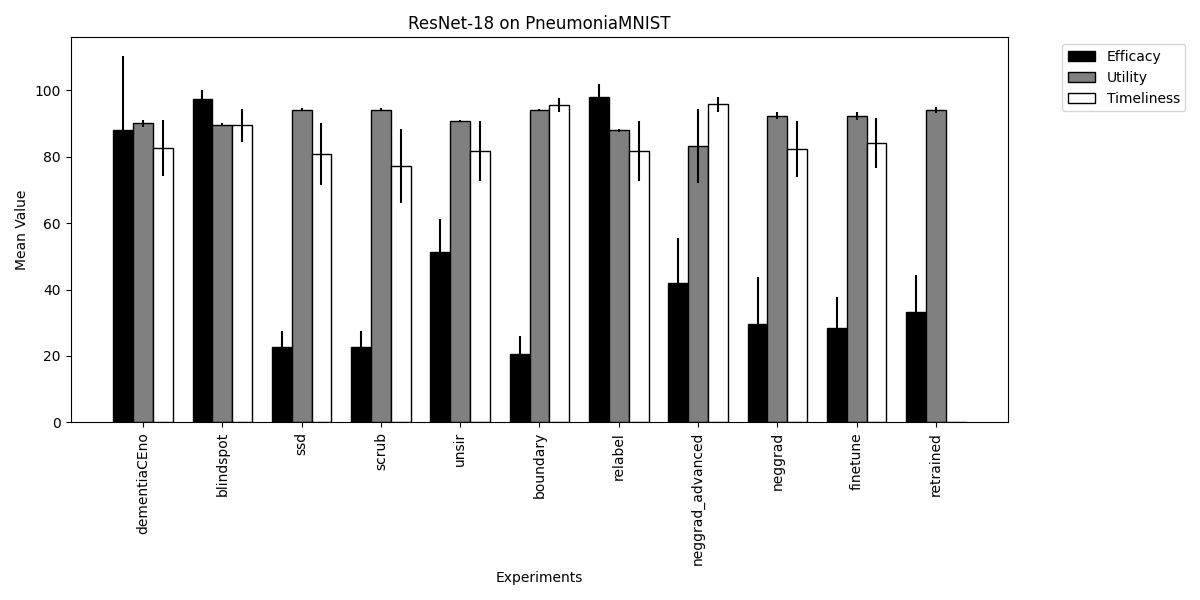 ResNet-18 on PneumoniaMNIST
Efficacy
Utility
Timeliness
Mean Value
100
80
60
40
20
0
dementiaCEno
blindspot
ssd
scrub
unsir
boundary
relabel
neggrad_advanced
neggrad
finetune
retrained
Experiments